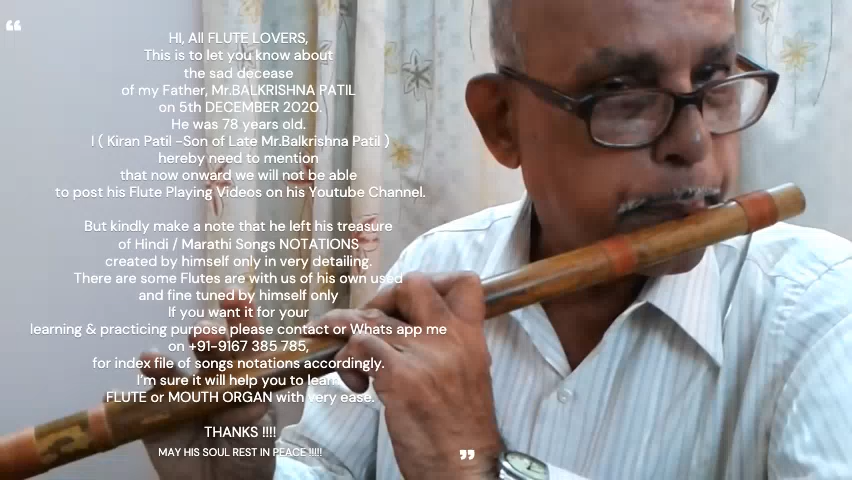 “
HI, All FLUTE LOVERS,
This is to let you know about
the sad decease
of my Father, Mr.BALKRISHNA PATIL
on 5th DECEMBER 2020.
He was 78 years old.
I ( Kiran Patil -Son of Late Mr.Balkrishna Patil )
hereby need to mention
that now onward we will not be able
to post his Flute Playing Videos on his Youtube Channel.
But kindly make a note that he left his treasure
of Hindi / Marathi Songs NOTATIONS
created by himself only in very detailing.
There are some Flutes are with us of his own used
and fine tuned by himself only
If you want it for your
learning & practicing purpose please contact or Whats app me
on +91-9167 385 785,
for index file of songs notations accordingly.
I'm sure it will help you to learn
FLUTE or MOUTH ORGAN with very ease.
THANKS !!!!
MAY HIS SOUL REST IN PEACE !!!!!
”